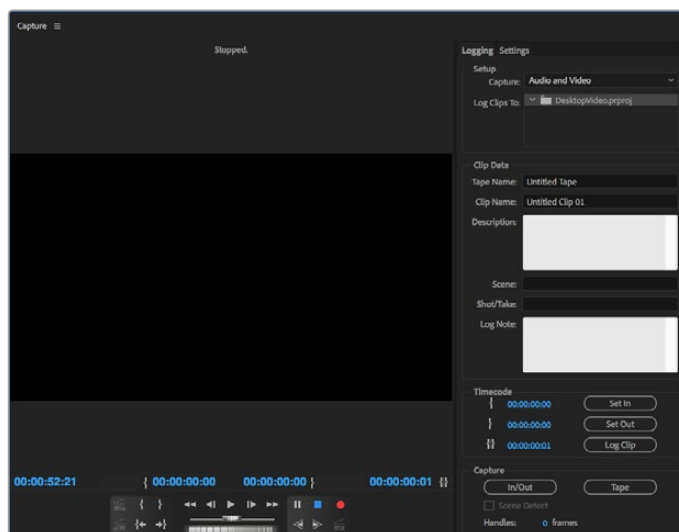 Capture
Stopped.
Logging Settings
Setup
Capture: Audio and Video
Log Clips To: DesktopVideo.prproj
Clip Data
Tape Name: Untitled Tape
Clip Name: Untitled Clip 01
Description:
Scene:
Shot/Take:
Log Note:
Timecode
{ 00:00:00:00 Set In
} 00:00:00:00 Set Out
{} 00:00:00:01 Log Clip
00:00:52:21 { 00:00:00:00 00:00:00:00 } 00:00:00:01 {}
Capture
In/Out Tape
Scene Detect
Handles: 0 frames